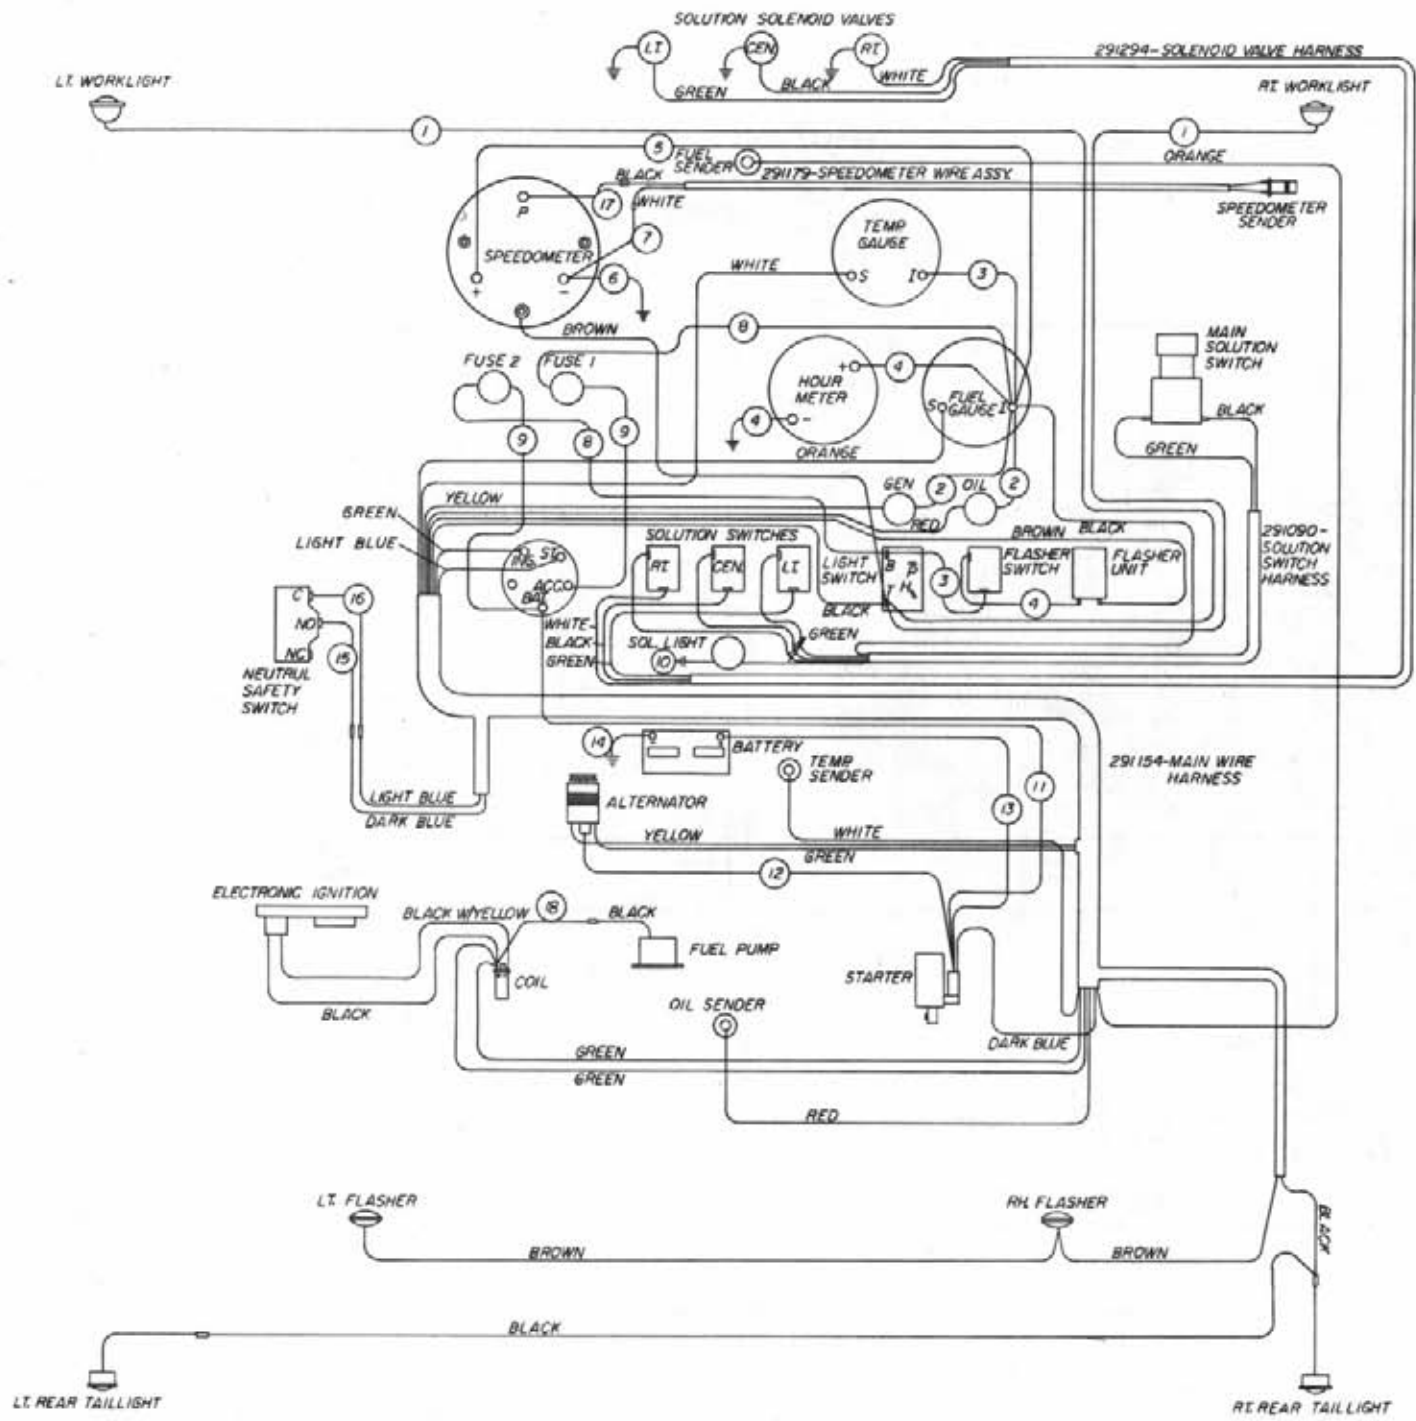 SOLUTION SOLENOID VALVES
LT.
CEN.
RT.
291294-SOLENOID VALVE HARNESS
WHITE
BLACK
GREEN
LT. WORKLIGHT
RT. WORKLIGHT
1
1
ORANGE
5
FUEL
SENDER
BLACK
291179-SPEEDOMETER WIRE ASSY.
17
WHITE
SPEEDOMETER
SENDER
P
7
SPEEDOMETER
+
-
6
TEMP
GAUGE
WHITE
S
I
3
BROWN
8
MAIN
SOLUTION
SWITCH
FUSE 2
FUSE 1
+
4
HOUR
METER
-
4
S
FUEL
GAUGE
I
BLACK
GREEN
9
8
9
ORANGE
YELLOW
GEN
2
OIL
2
RED
GREEN
LIGHT BLUE
SOLUTION SWITCHES
BROWN
BLACK
291090-
SOLUTION
SWITCH
HARNESS
ING
ST.
ACC.
BAT.
RT.
CEN.
LT.
LIGHT
SWITCH
B
T
H
3
FLASHER
SWITCH
FLASHER
UNIT
4
BLACK
C
16
NO
NC
15
NEUTRUL
SAFETY
SWITCH
WHITE
BLACK
GREEN
SOL. LIGHT
10
GREEN
14
BATTERY
TEMP
SENDER
291154-MAIN WIRE
HARNESS
11
13
LIGHT BLUE
DARK BLUE
ALTERNATOR
YELLOW
WHITE
GREEN
12
ELECTRONIC IGNITION
BLACK W/YELLOW
18
BLACK
FUEL PUMP
COIL
BLACK
STARTER
OIL SENDER
DARK BLUE
GREEN
GREEN
RED
LT. FLASHER
RH. FLASHER
BROWN
BROWN
BLACK
BLACK
LT. REAR TAILLIGHT
RT. REAR TAILLIGHT